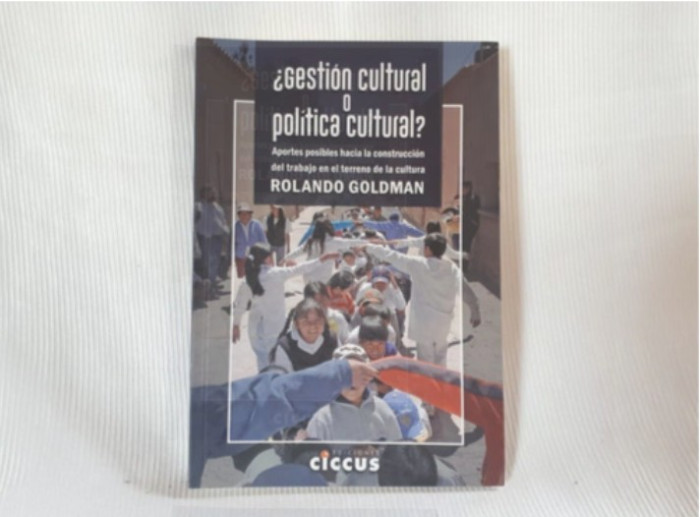 ¿Gestión cultural
o
política cultural?
Aportes posibles hacia la construcción
del trabajo en el terreno de la cultura
ROLANDO GOLDMAN
EDICIONES
CICCUS